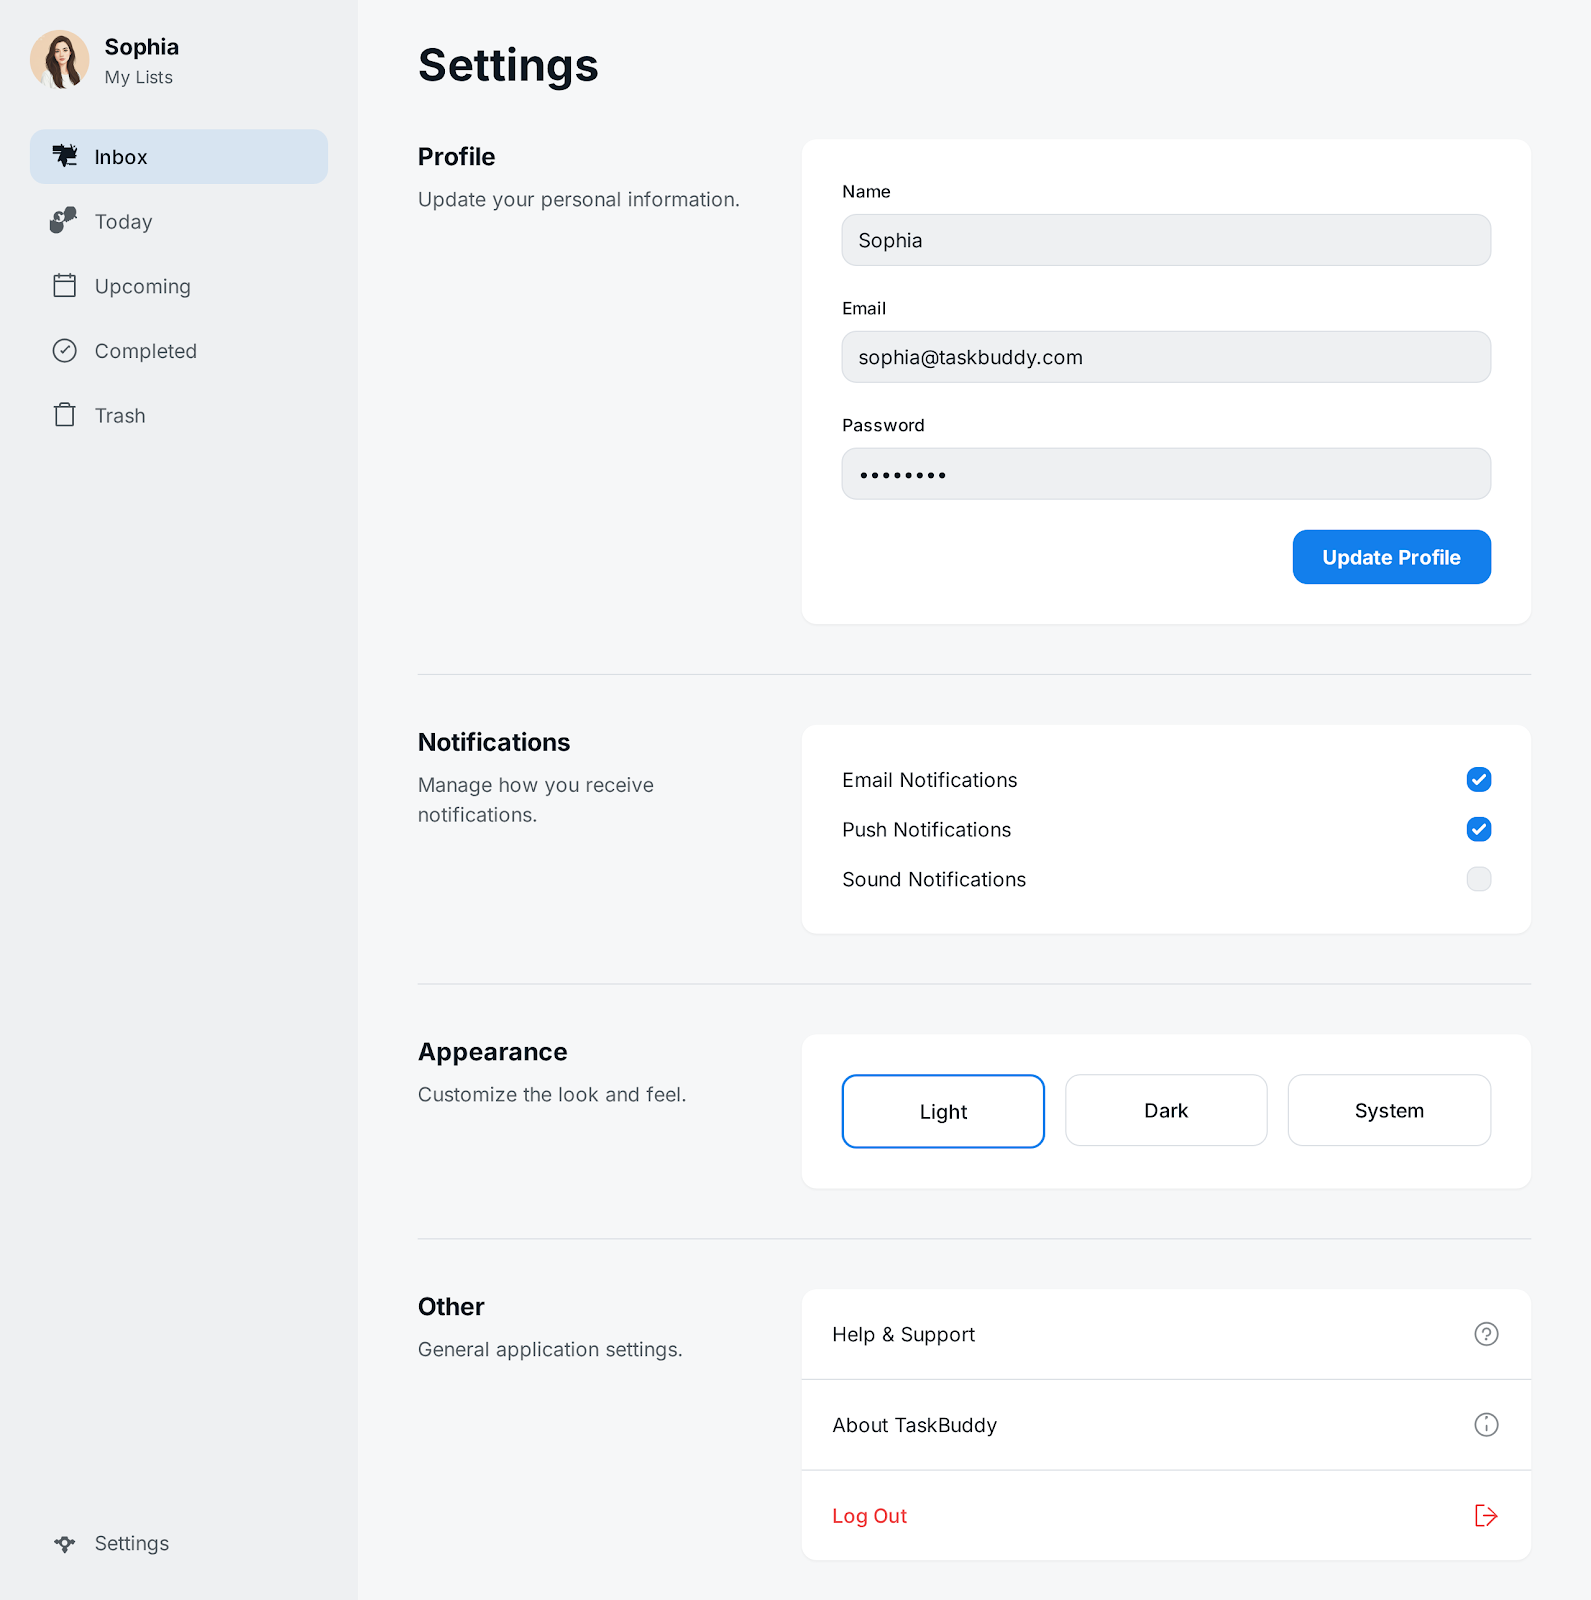 Sophia
My Lists
Inbox
Today
Upcoming
Completed
Trash
Settings
Settings
Profile
Update your personal information.
Name
Sophia
Email
sophia@taskbuddy.com
Password
••••••••
Update Profile
Notifications
Manage how you receive
notifications.
Email Notifications
Push Notifications
Sound Notifications
Appearance
Customize the look and feel.
Light
Dark
System
Other
General application settings.
Help & Support
About TaskBuddy
Log Out